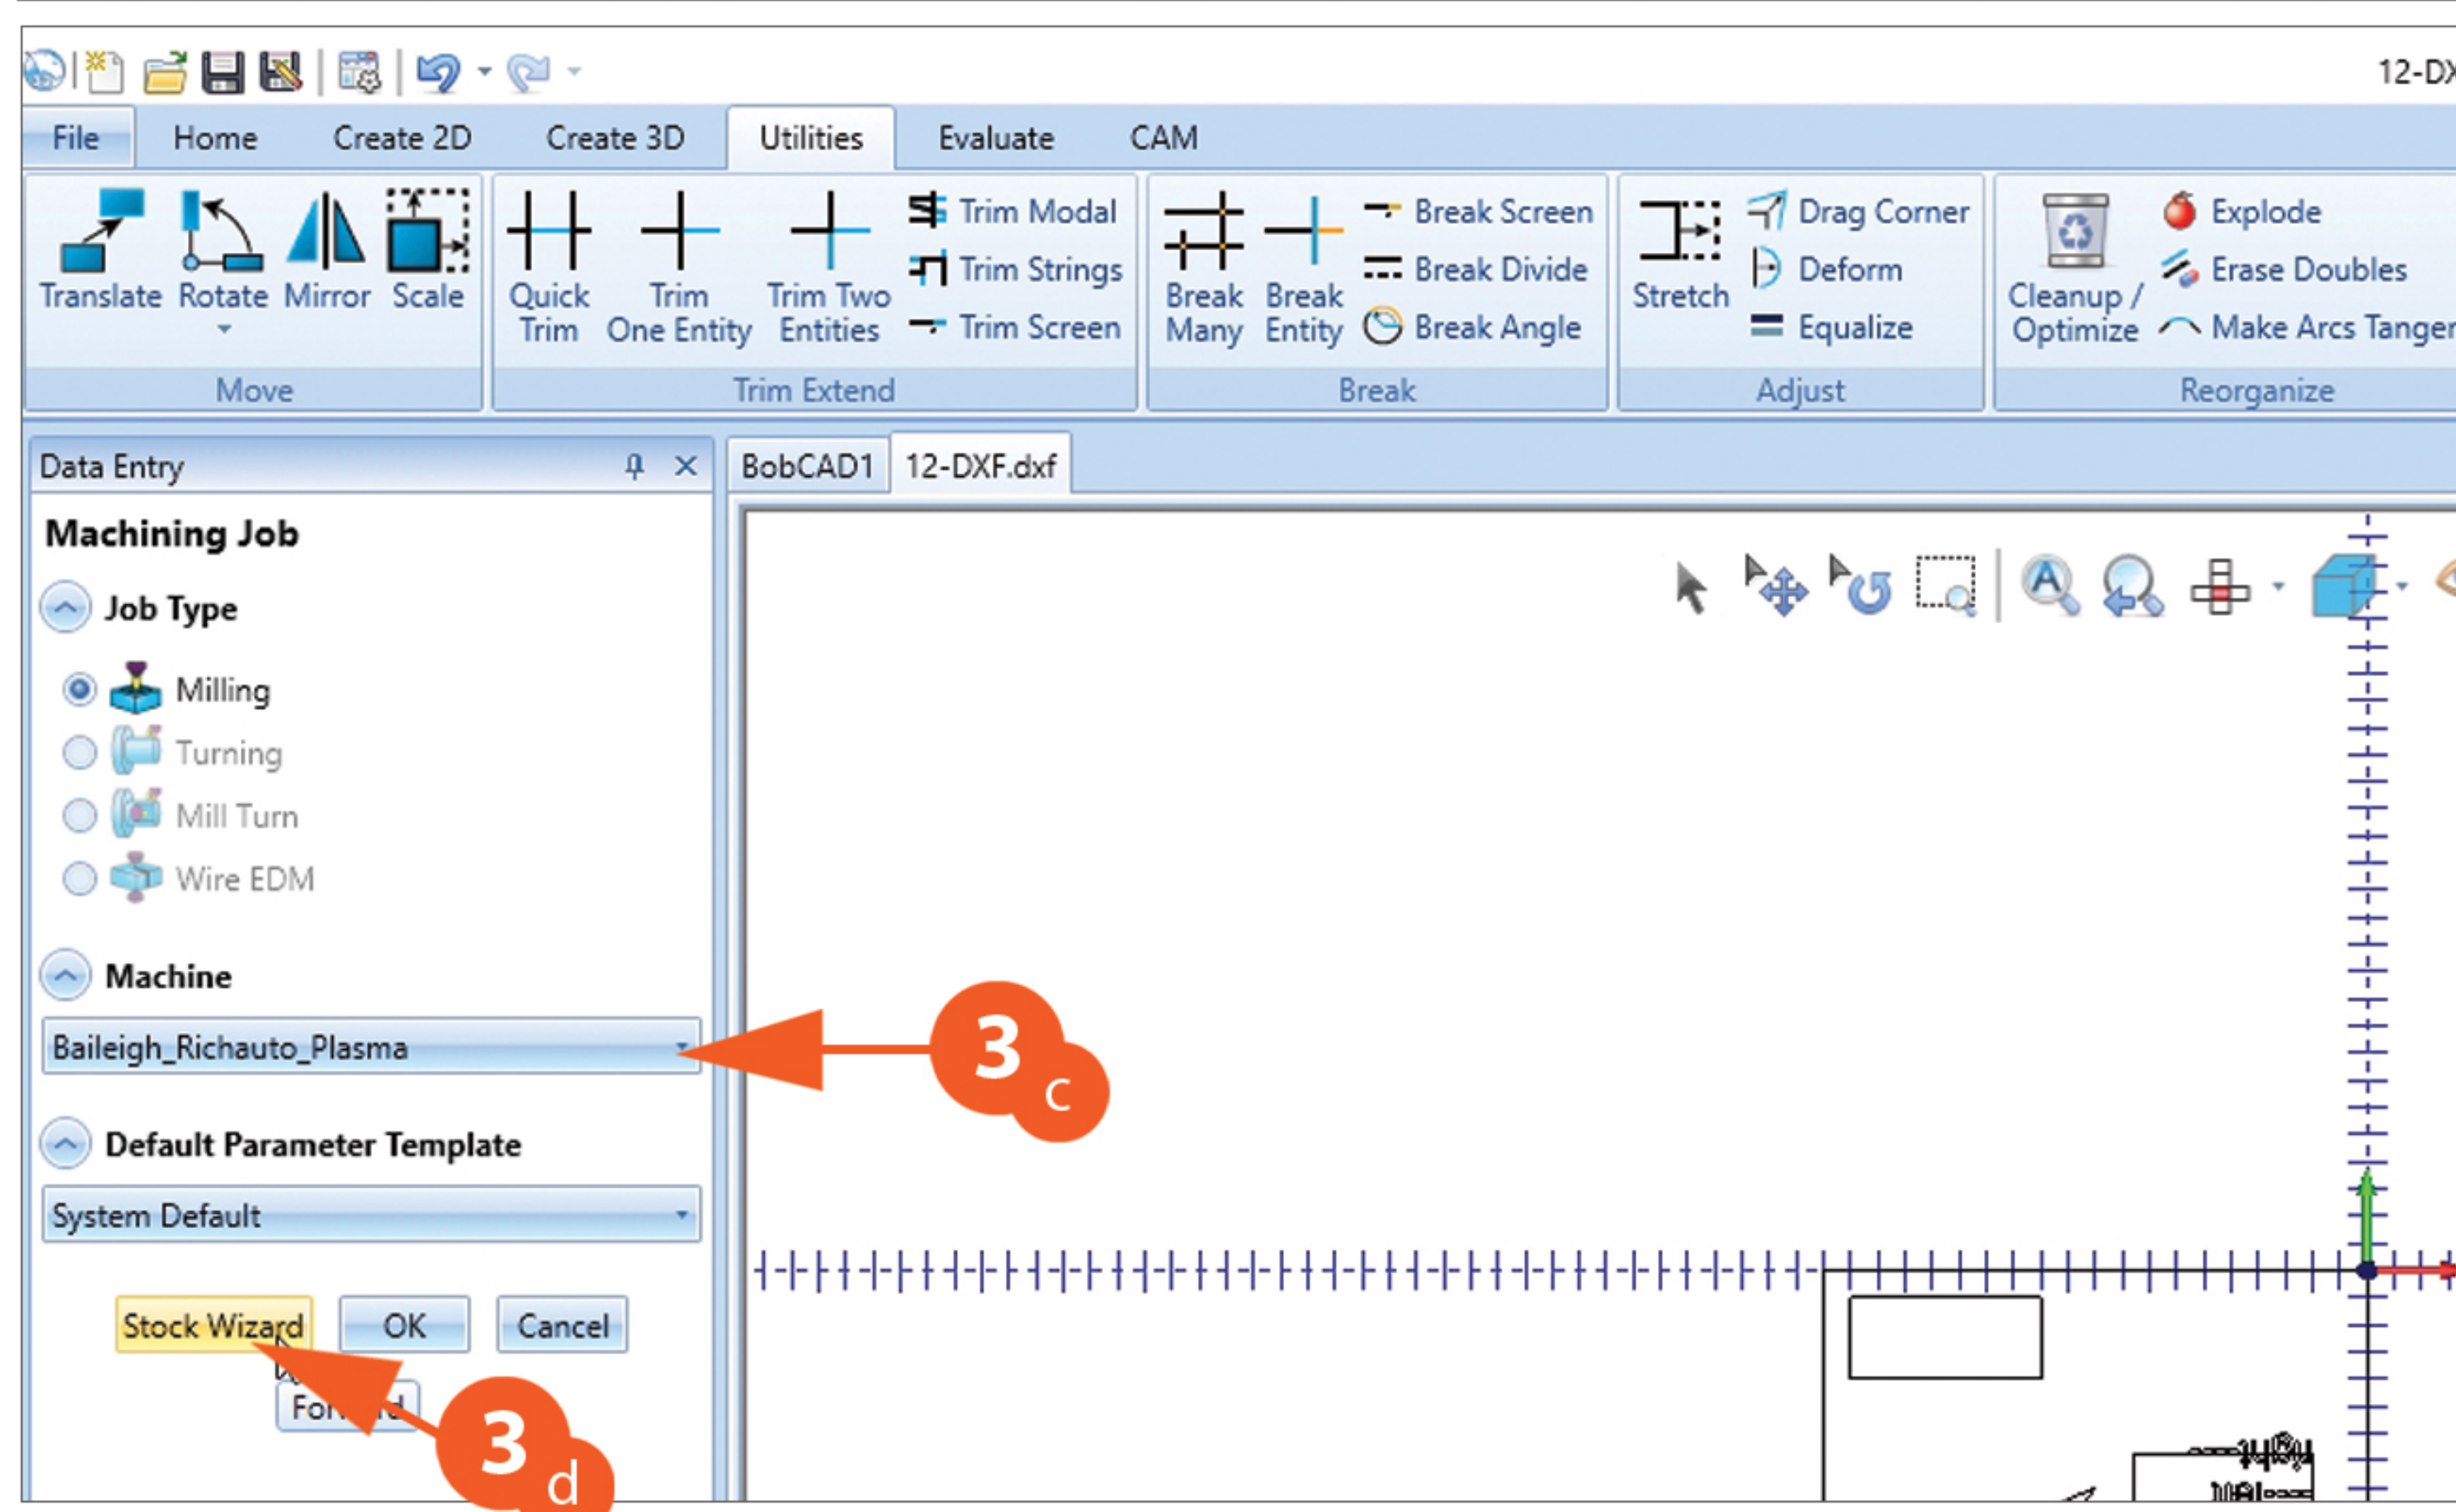 12-DX
File Home Create 2D Create 3D Utilities Evaluate CAM
Translate Rotate Mirror Scale
Move
Quick Trim
Trim One Entity
Trim Two Entities
Trim Modal
Trim Strings
Trim Screen
Trim Extend
Break Many
Break Entity
Break Screen
Break Divide
Break Angle
Break
Stretch
Drag Corner
Deform
Equalize
Adjust
Cleanup / Optimize
Explode
Erase Doubles
Make Arcs Tangen
Reorganize
Data Entry
BobCAD1 12-DXF.dxf
Machining Job
Job Type
Milling
Turning
Mill Turn
Wire EDM
Machine
Baileigh_Richauto_Plasma
3 c
Default Parameter Template
System Default
Stock Wizard OK Cancel
3 d